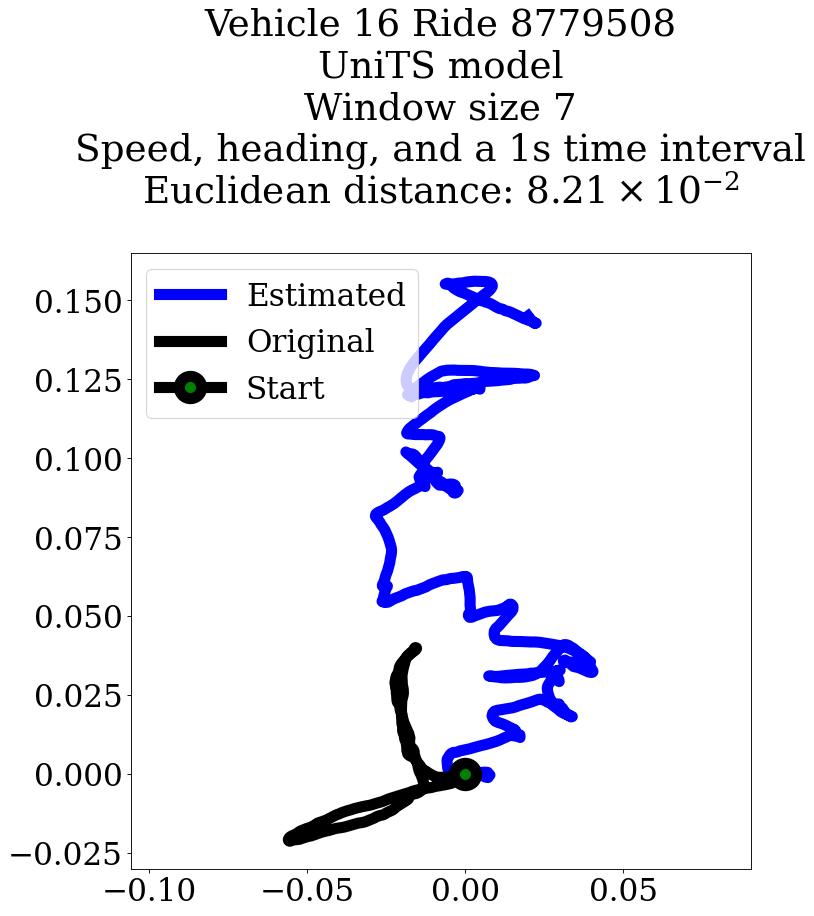 Vehicle 16 Ride 8779508
UniTS model
Window size 7
Speed, heading, and a 1s time interval
Euclidean distance: 8.21 × 10⁻²
Estimated
Original
Start
0.150
0.125
0.100
0.075
0.050
0.025
0.000
−0.025
−0.10 −0.05 0.00 0.05